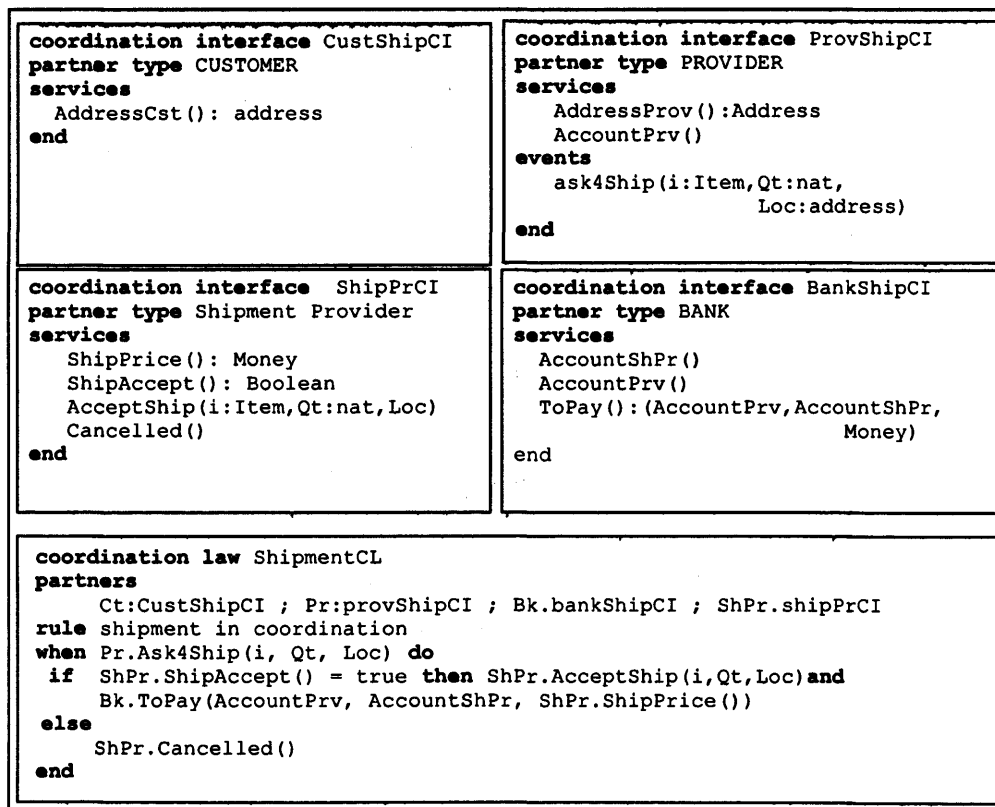 coordination interface CustShipCI
partner type CUSTOMER
services
AddressCst(): address
end
coordination interface ProvShipCI
partner type PROVIDER
services
AddressProv():Address
AccountPrv()
events
ask4Ship(i:Item,Qt:nat,
Loc:address)
end
coordination interface ShipPrCI
partner type Shipment Provider
services
ShipPrice(): Money
ShipAccept(): Boolean
AcceptShip(i:Item,Qt:nat,Loc)
Cancelled()
end
coordination interface BankShipCI
partner type BANK
services
AccountShPr()
AccountPrv()
ToPay():(AccountPrv,AccountShPr,
Money)
end
coordination law ShipmentCL
partners
Ct:CustShipCI ; Pr:provShipCI ; Bk.bankShipCI ; ShPr.shipPrCI
rule shipment in coordination
when Pr.Ask4Ship(i, Qt, Loc) do
if ShPr.ShipAccept() = true then ShPr.AcceptShip(i,Qt,Loc)and
Bk.ToPay(AccountPrv, AccountShPr, ShPr.ShipPrice())
else
ShPr.Cancelled()
end